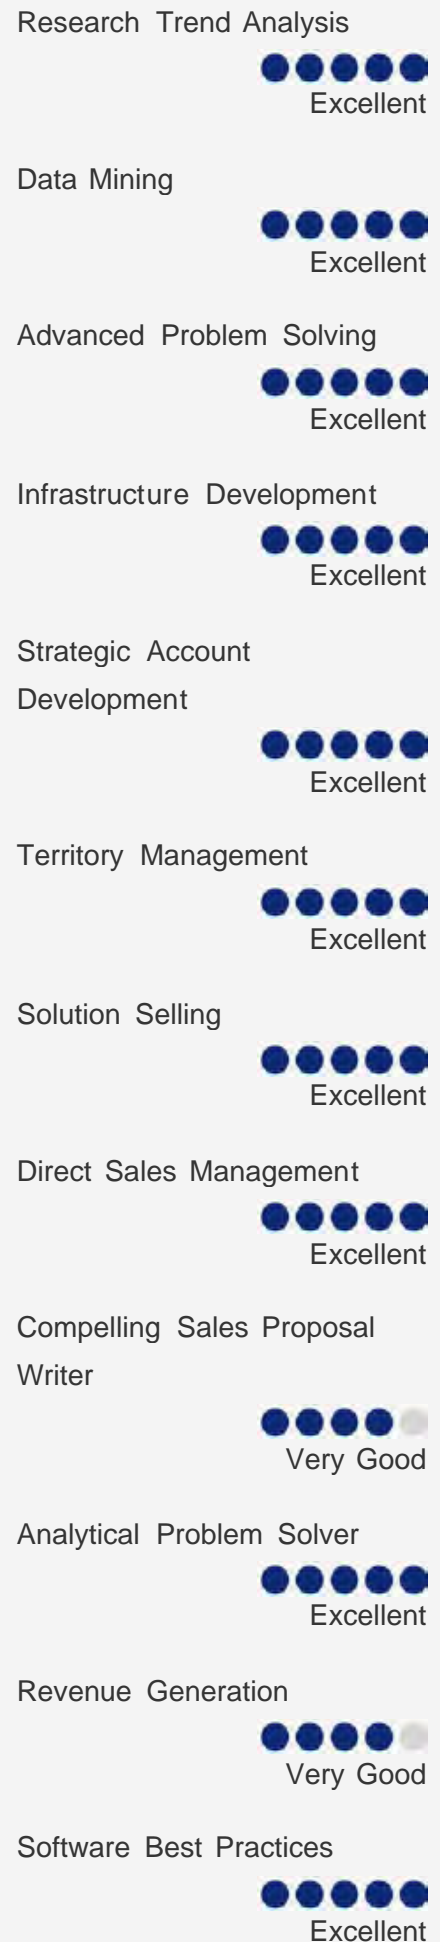 Research Trend Analysis
Excellent
Data Mining
Excellent
Advanced Problem Solving
Excellent
Infrastructure Development
Excellent
Strategic Account
Development
Excellent
Territory Management
Excellent
Solution Selling
Excellent
Direct Sales Management
Excellent
Compelling Sales Proposal
Writer
Very Good
Analytical Problem Solver
Excellent
Revenue Generation
Very Good
Software Best Practices
Excellent